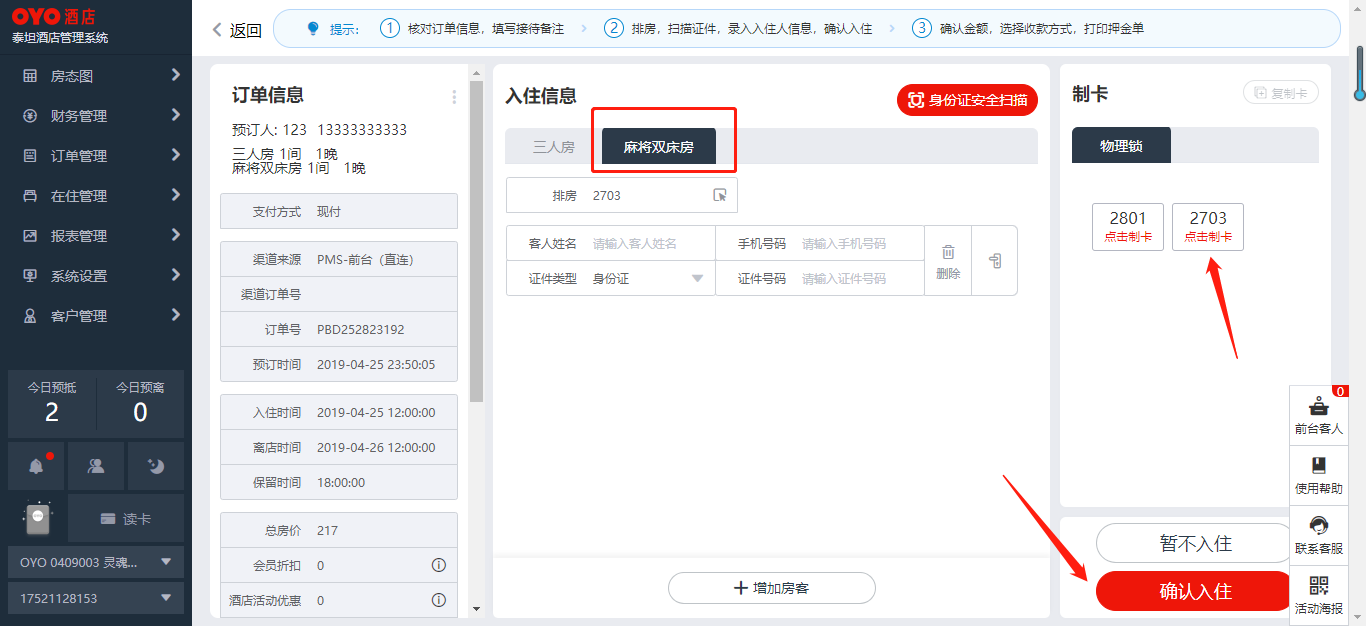 OYO 酒店
泰坦酒店管理系统
房态图
财务管理
订单管理
在住管理
报表管理
系统设置
客户管理
今日预抵 今日预离
2 0
读卡
OYO 0409003 灵魂...
17521128153
返回
提示: 1 核对订单信息，填写接待备注 2 排房，扫描证件，录入入住人信息，确认入住 3 确认金额，选择收款方式，打印押金单
订单信息
预订人: 123 13333333333
三人房 1间 1晚
麻将双床房 1间 1晚
支付方式 现付
渠道来源 PMS-前台（直连）
渠道订单号
订单号 PBD252823192
预订时间 2019-04-25 23:50:05
入住时间 2019-04-25 12:00:00
离店时间 2019-04-26 12:00:00
保留时间 18:00:00
总房价 217
会员折扣 0
酒店活动优惠 0
入住信息
身份证安全扫描
三人房 麻将双床房
排房 2703
客人姓名 请输入客人姓名 手机号码 请输入手机号码
证件类型 身份证 证件号码 请输入证件号码
删除
增加房客
制卡
复制卡
物理锁
2801 2703
点击制卡 点击制卡
暂不入住
确认入住
0
前台客人
使用帮助
联系客服
活动海报